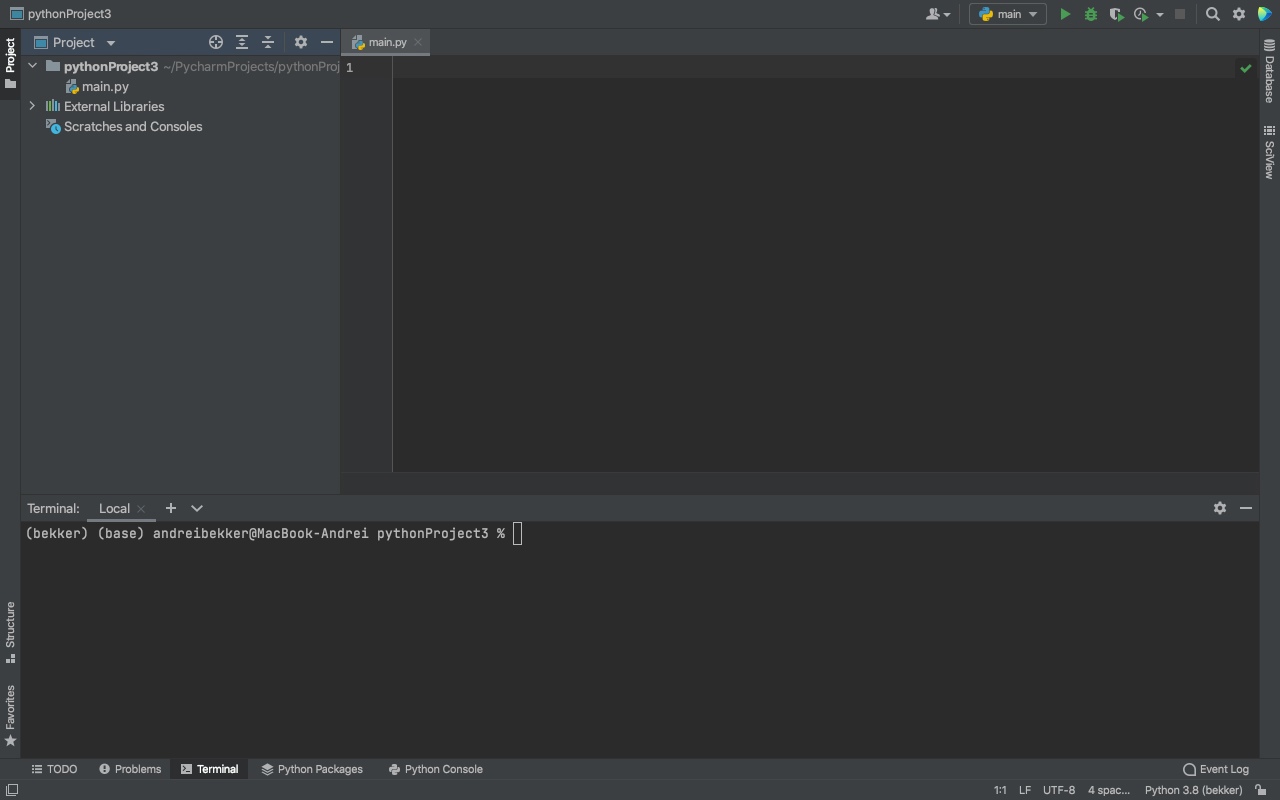 pythonProject3
main
Project
Project
main.py
pythonProject3 ~/PycharmProjects/pythonProj
1
main.py
External Libraries
Scratches and Consoles
Database
SciView
Terminal:
Local
(bekker) (base) andreibekker@MacBook-Andrei pythonProject3 %
Structure
Favorites
TODO
Problems
Terminal
Python Packages
Python Console
Event Log
1:1
LF
UTF-8
4 spac...
Python 3.8 (bekker)